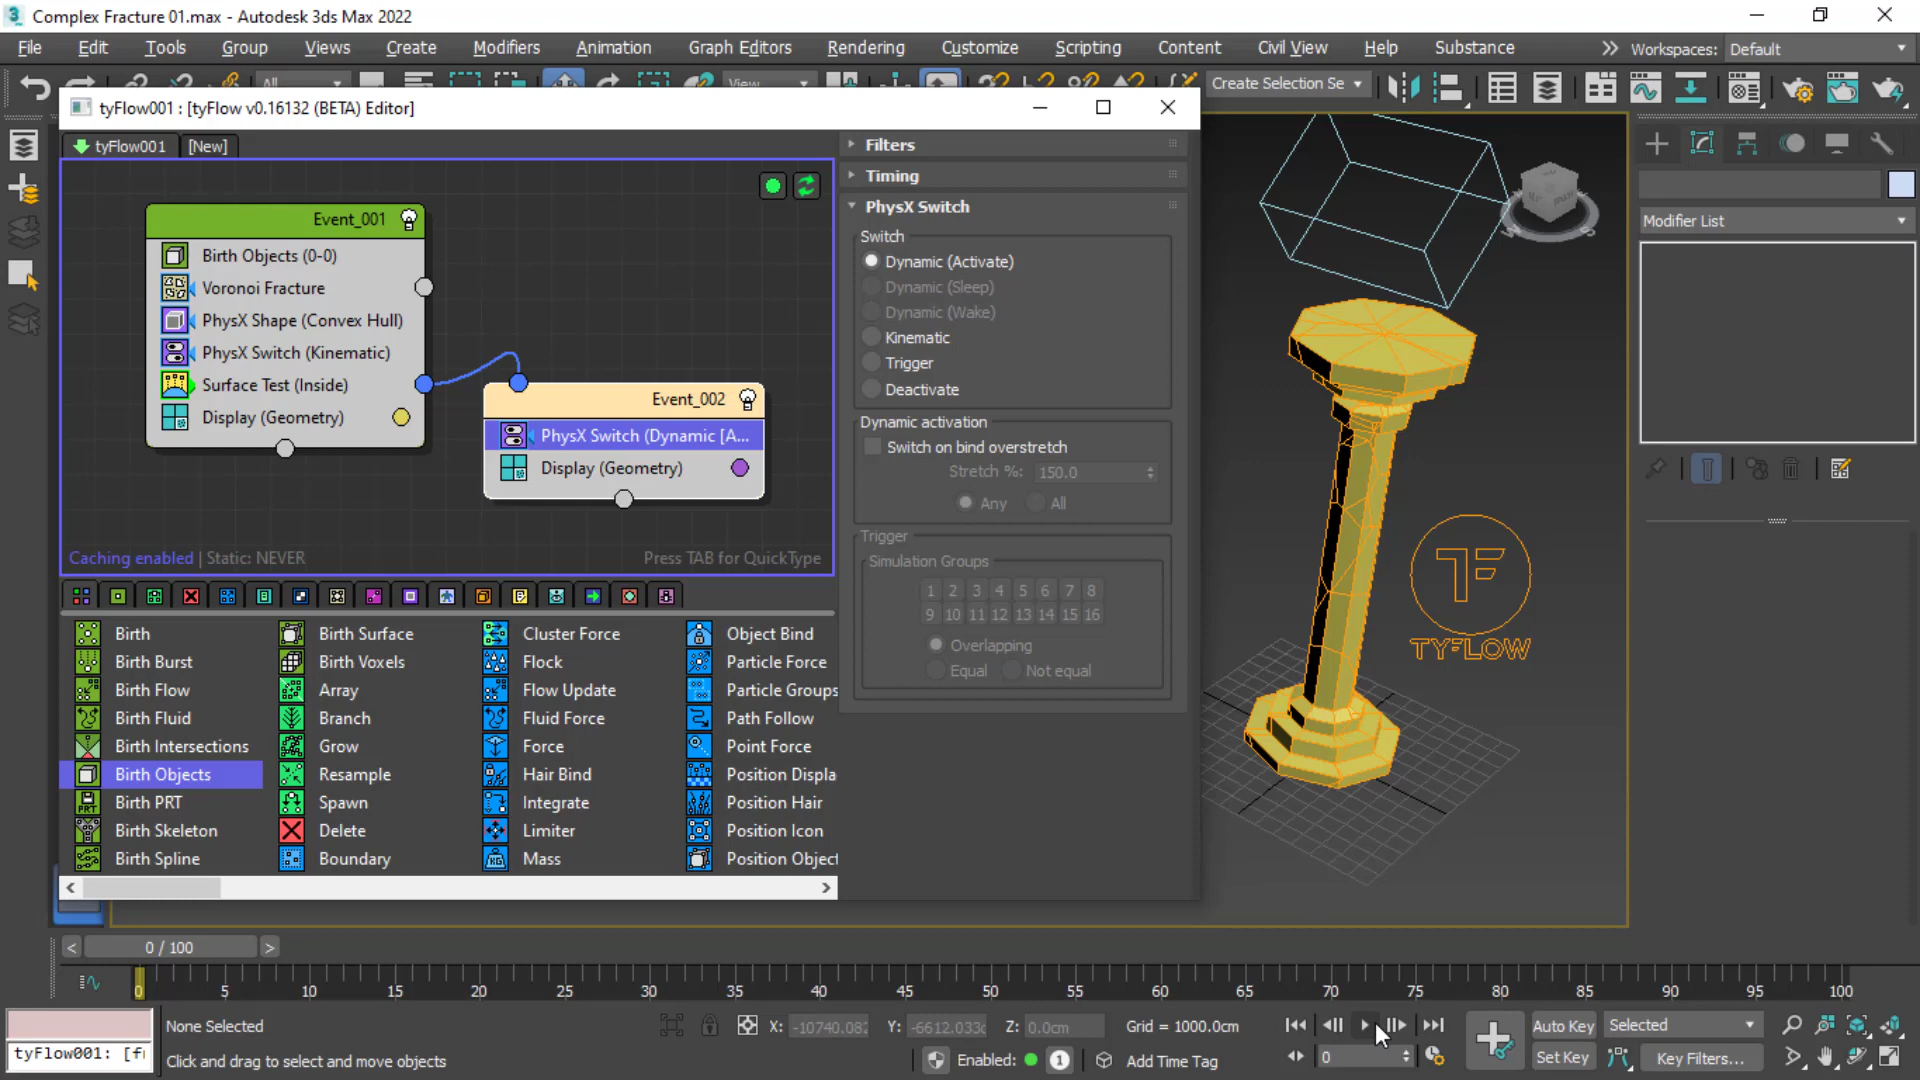 Complex Fracture 01.max - Autodesk 3ds Max 2022
File Edit Tools Group Views Create Modifiers Animation Graph Editors Rendering Customize Scripting Content Civil View Help Substance Workspaces: Default
All View Create Selection Se
tyFlow001 : [tyFlow v0.16132 (BETA) Editor]
tyFlow001 [New]
Event_001
Birth Objects (0-0)
Voronoi Fracture
PhysX Shape (Convex Hull)
PhysX Switch (Kinematic)
Surface Test (Inside)
Display (Geometry)
Event_002
PhysX Switch (Dynamic [A...
Display (Geometry)
Caching enabled | Static: NEVER
Press TAB for QuickType
Filters
Timing
PhysX Switch
Switch
Dynamic (Activate)
Dynamic (Sleep)
Dynamic (Wake)
Kinematic
Trigger
Deactivate
Dynamic activation
Switch on bind overstretch
Stretch %: 150.0
Any All
Trigger
Simulation Groups
1 2 3 4 5 6 7 8
9 10 11 12 13 14 15 16
Overlapping
Equal Not equal
Birth Birth Surface Cluster Force Object Bind
Birth Burst Birth Voxels Flock Particle Force
Birth Flow Array Flow Update Particle Groups
Birth Fluid Branch Fluid Force Path Follow
Birth Intersections Grow Force Point Force
Birth Objects Resample Hair Bind Position Displa
Birth PRT Spawn Integrate Position Hair
Birth Skeleton Delete Limiter Position Icon
Birth Spline Boundary Mass Position Object
TF
TYFLOW
Modifier List
< 0 / 100 >
0 5 10 15 20 25 30 35 40 45 50 55 60 65 70 75 80 85 90 95 100
None Selected
X: -10740.082 Y: -6612.033c Z: 0.0cm Grid = 1000.0cm
Auto Key Selected
tyFlow001: [fr
Click and drag to select and move objects
Enabled: 1 Add Time Tag
0
Set Key Key Filters...